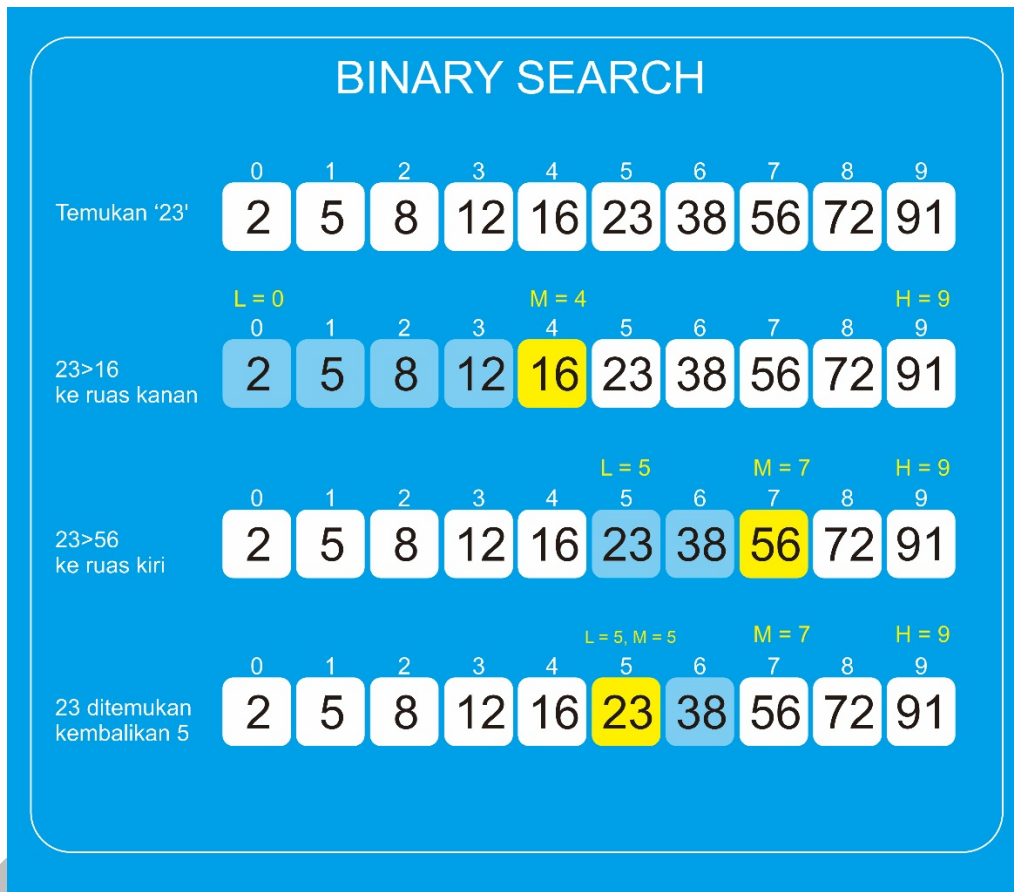 BINARY SEARCH
0 1 2 3 4 5 6 7 8 9
Temukan ‘23' 2 5 8 12 16 23 38 56 72 91
L = 0 M = 4 H = 9
0 1 2 3 4 5 6 7 8 9
23>16
ke ruas kanan
2 5 8 12 16 23 38 56 72 91
L = 5 M = 7 H = 9
0 1 2 3 4 5 6 7 8 9
23>56
ke ruas kiri
2 5 8 12 16 23 38 56 72 91
L = 5, M = 5 M = 7 H = 9
0 1 2 3 4 5 6 7 8 9
23 ditemukan
kembalikan 5
2 5 8 12 16 23 38 56 72 91